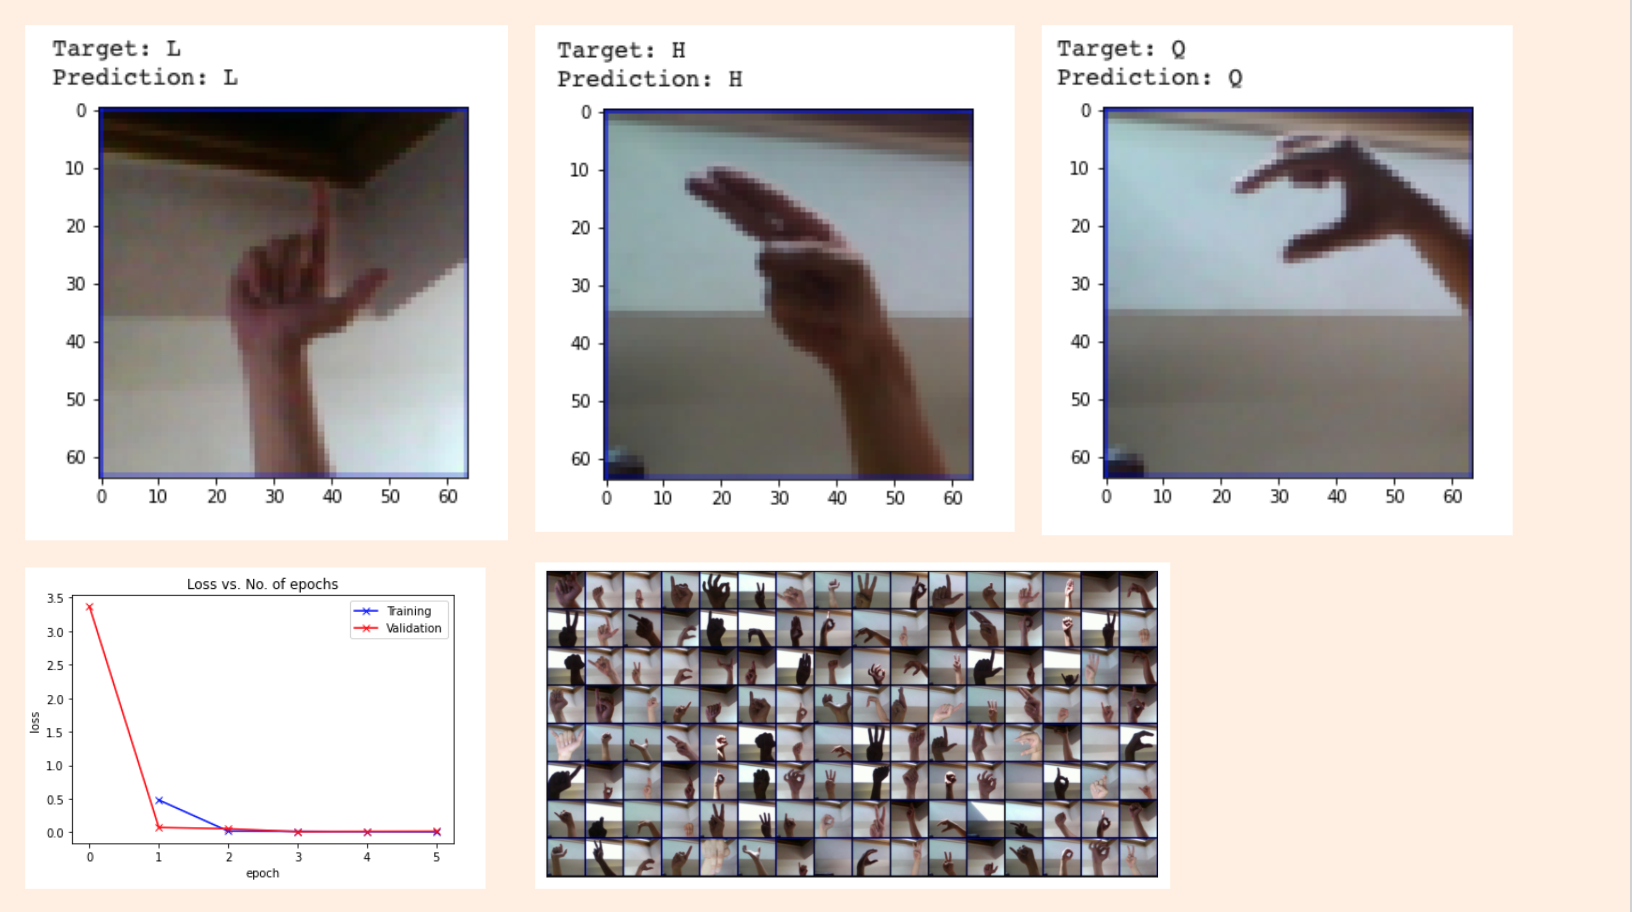 Target: L
Prediction: L
0
10
20
30
40
50
60
0 10 20 30 40 50 60
Target: H
Prediction: H
0
10
20
30
40
50
60
0 10 20 30 40 50 60
Target: Q
Prediction: Q
0
10
20
30
40
50
60
0 10 20 30 40 50 60
Loss vs. No. of epochs
Training
Validation
3.5
3.0
2.5
2.0
1.5
1.0
0.5
0.0
loss
0 1 2 3 4 5
epoch